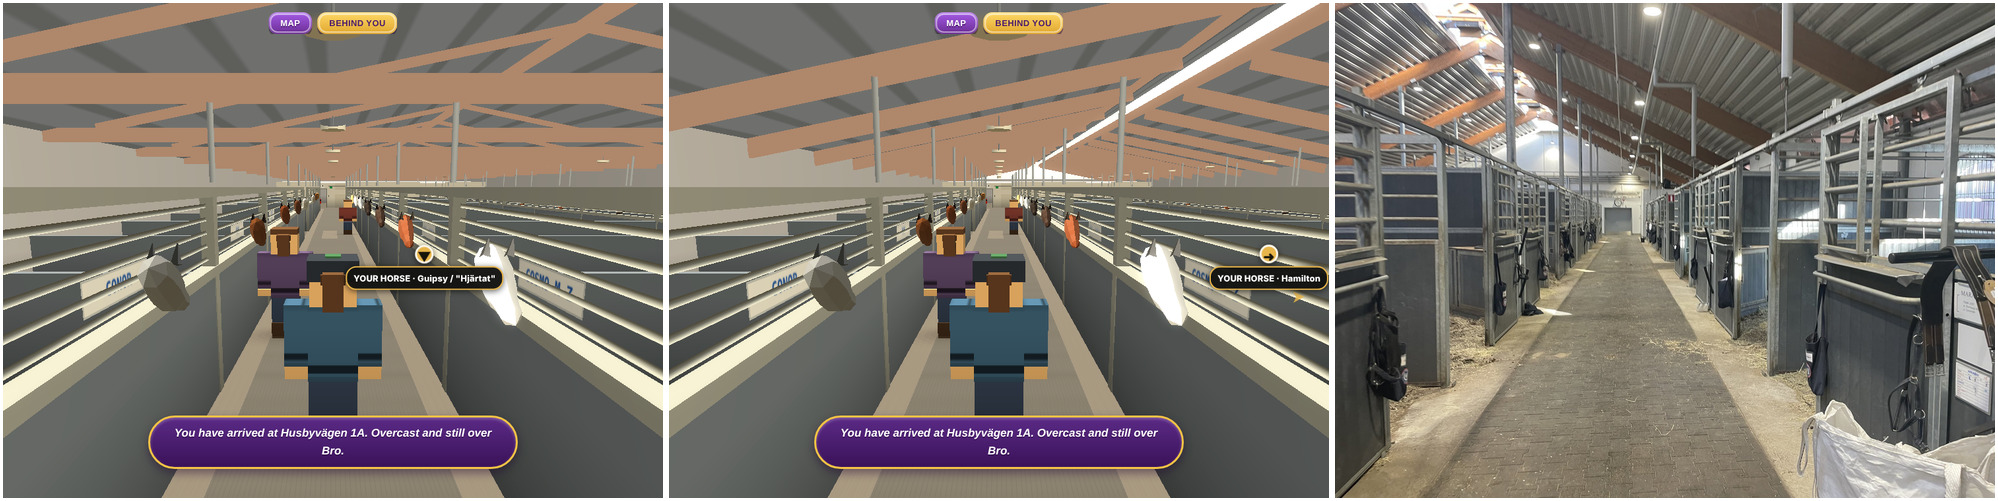 MAP
BEHIND YOU
CONOR
YOUR HORSE · Guipsy / "Hjärtat"
You have arrived at Husbyvägen 1A. Overcast and still over
Bro.
MAP
BEHIND YOU
YOUR HORSE · Hamilton
You have arrived at Husbyvägen 1A. Overcast and still over
Bro.